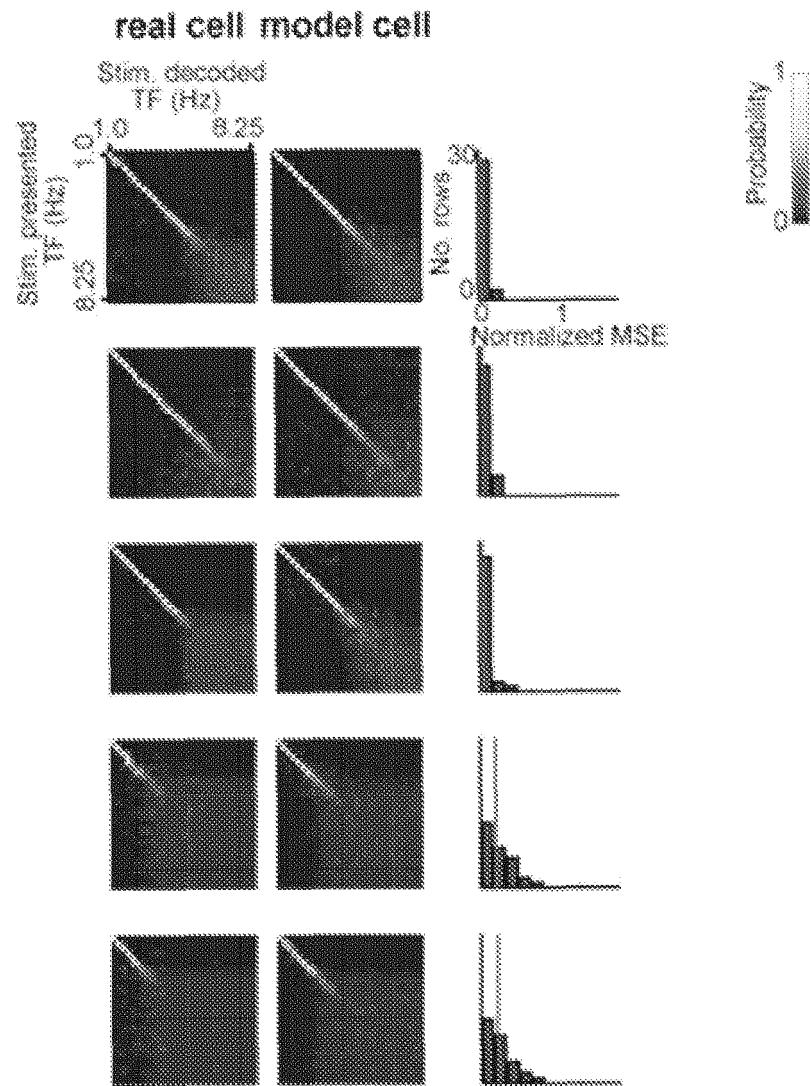 real cell model cell
Stim. decoded
TF (Hz)
1.0 8.25
Stim. presented
TF (Hz)
1.0
8.25
No. rows
30
0
0 1
Normalized MSE
Probability
1
0